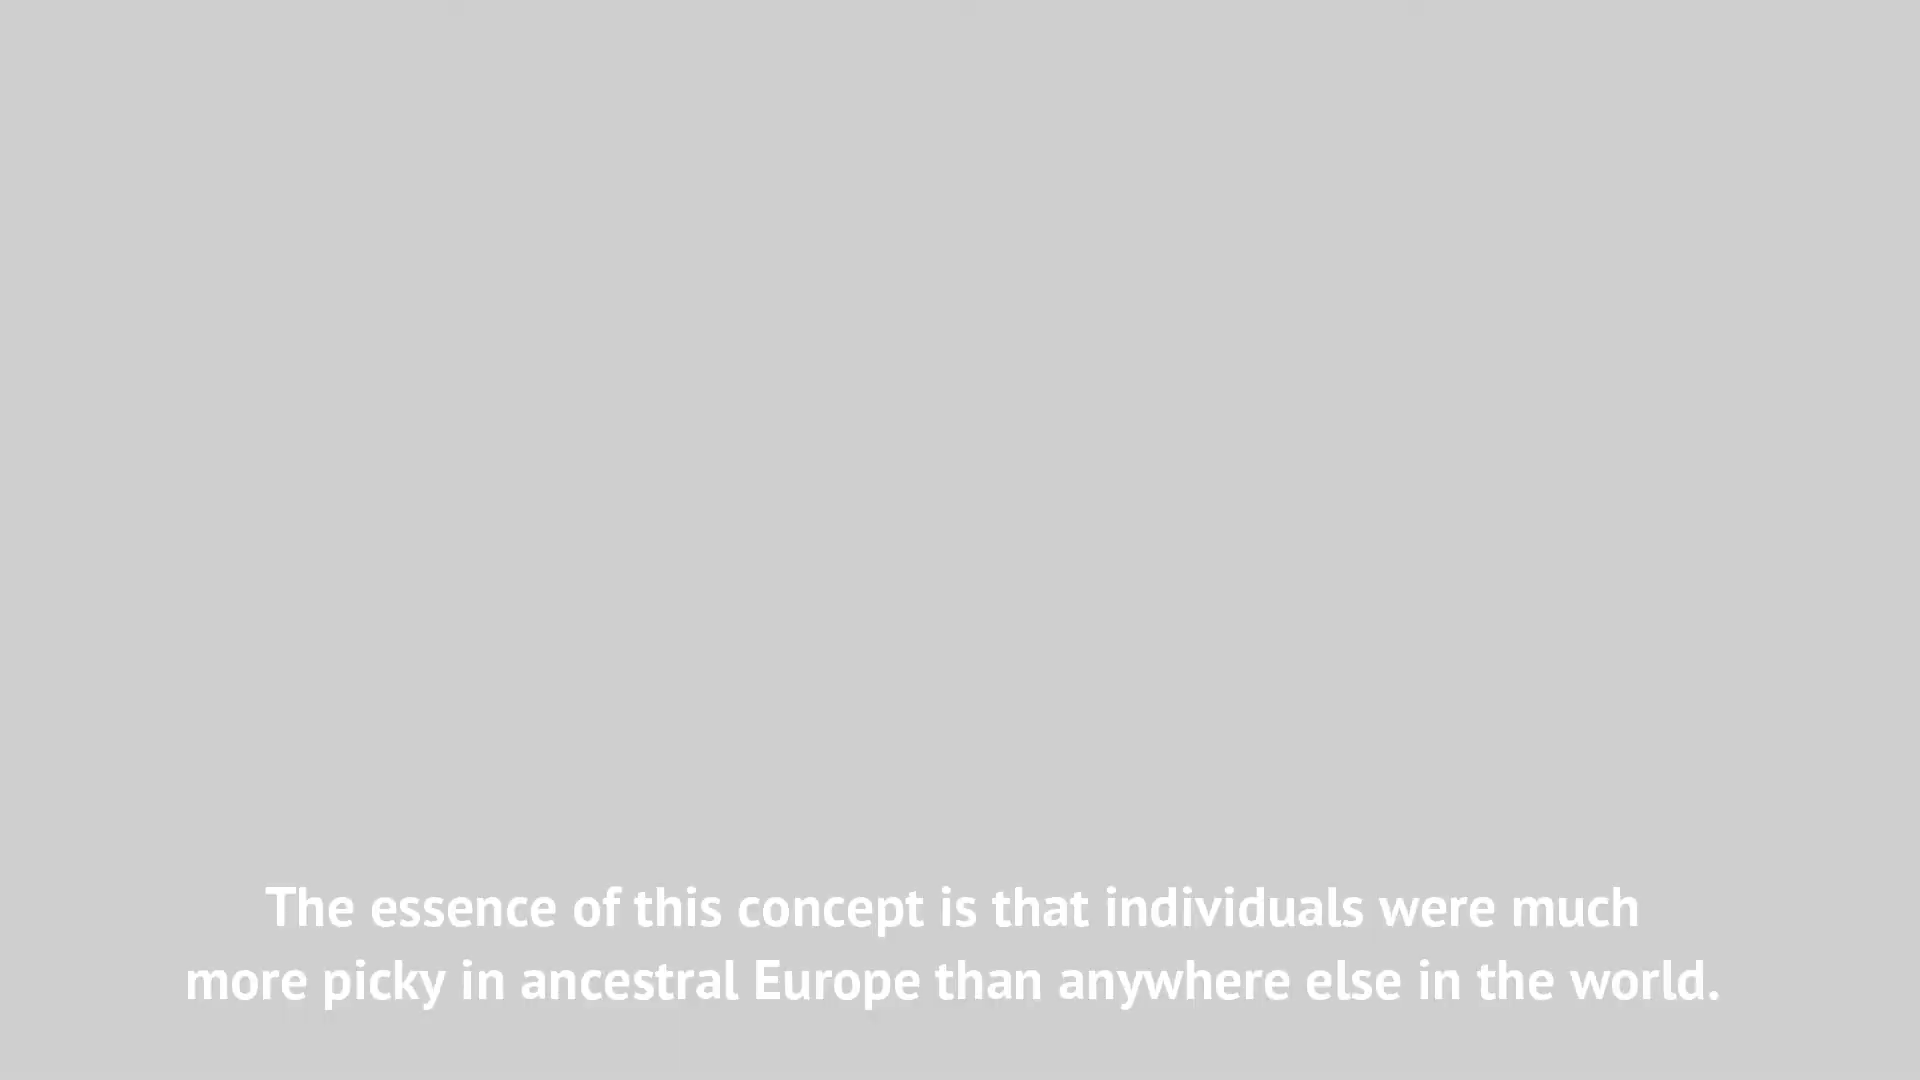 The essence of this concept is that individuals were much
more picky in ancestral Europe than anywhere else in the world.